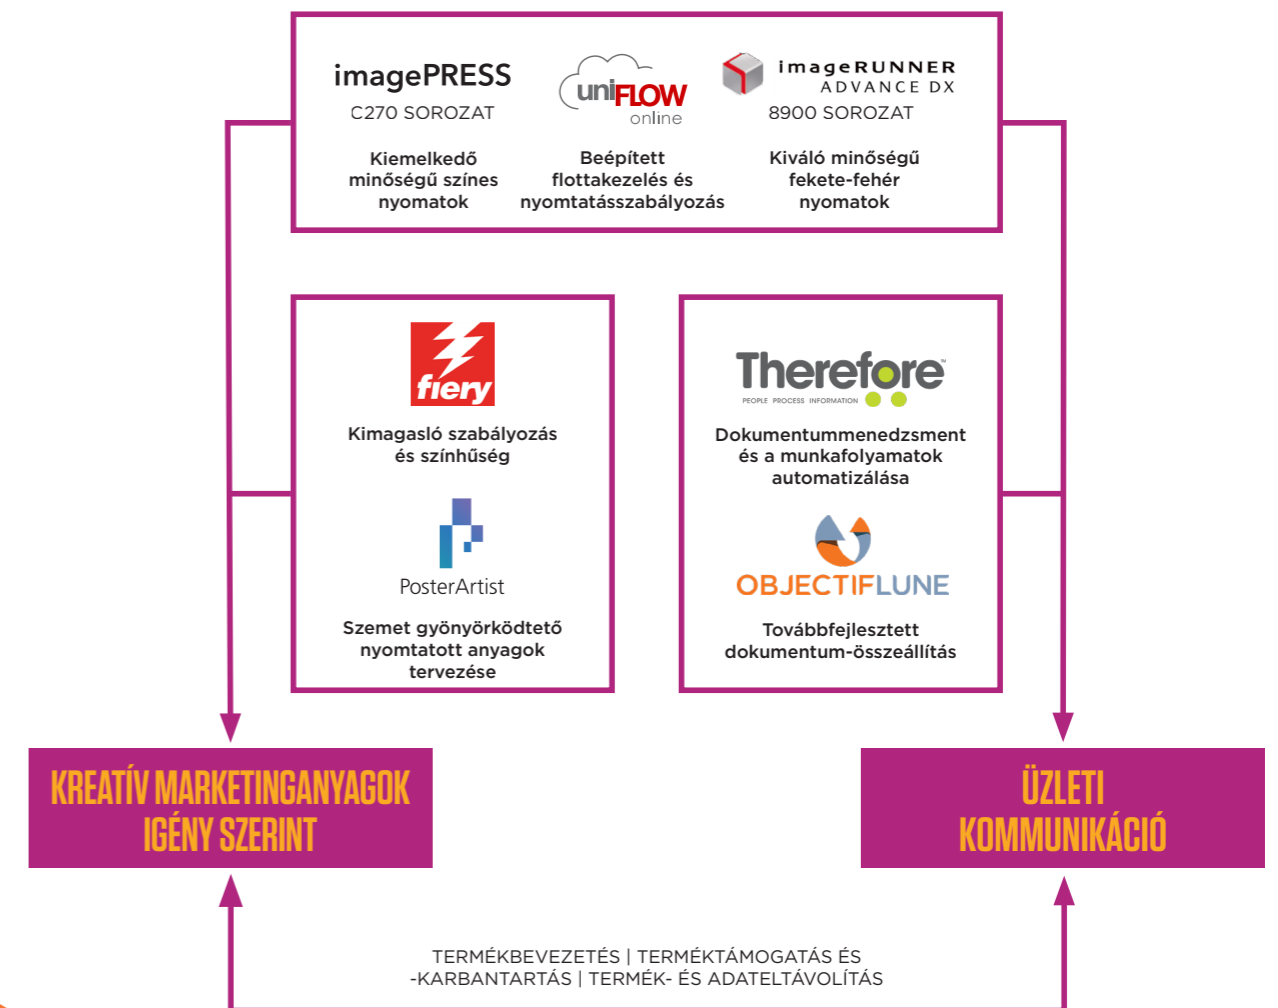 imagePRESS
C270 SOROZAT
Kiemelkedő
minőségű színes
nyomatok
uniFLOW
online
Beépített
flottakezelés és
nyomtatásszabályozás
imageRUNNER
ADVANCE DX
8900 SOROZAT
Kiváló minőségű
fekete-fehér
nyomatok
fiery
Kimagasló szabályozás
és színhűség
PosterArtist
Szemet gyönyörködtető
nyomtatott anyagok
tervezése
Therefore™
PEOPLE PROCESS INFORMATION
Dokumentummenedzsment
és a munkafolyamatok
automatizálása
OBJECTIFLUNE
Továbbfejlesztett
dokumentum-összeállítás
KREATÍV MARKETINGANYAGOK
IGÉNY SZERINT
ÜZLETI
KOMMUNIKÁCIÓ
TERMÉKBEVEZETÉS | TERMÉKTÁMOGATÁS ÉS
-KARBANTARTÁS | TERMÉK- ÉS ADATELTÁVOLÍTÁS